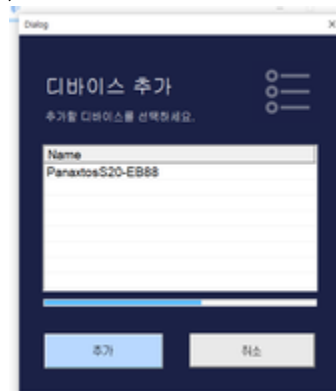 Dialog
디바이스 추가
추가할 디바이스를 선택하세요.
Name
PanaxtosS20-EB88
추가
취소